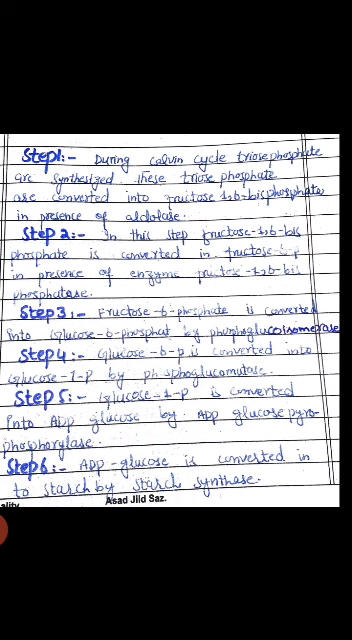 Step1:- During calvin cycle triosephosphate
are synthesized. These triose phosphate
are converted into fructose 1,6-bisphosphate
in presence of aldolase.
Step 2:- In this step fructose-1,6-bis
phosphate is converted in fructose-6-p
in presence of enzyme fructose-1,6-bis-
phosphatase.
Step 3:- Fructose-6-phosphate is converted
into Glucose-6-phosphat by phosphoglucoisomerase
Step 4:- Glucose-6-p is converted into
Glucose-1-P by phosphoglucomutase.
Step 5:- Glucose-1-P is converted
into ADP glucose by ADP glucose pyro-
phosphorylase.
Step 6:- ADP-glucose is converted in
to starch by starch synthase.
ality
Asad Jild Saz.